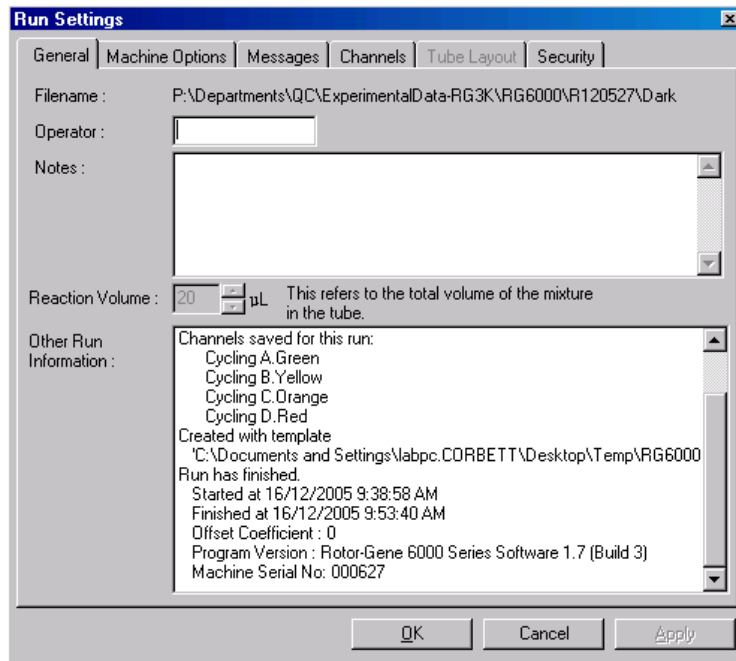 Run Settings
General Machine Options Messages Channels Tube Layout Security
Filename : P:\Departments\QC\ExperimentalData-RG3K\RG6000\R120527\Dark
Operator :
Notes :
Reaction Volume : 20 µL This refers to the total volume of the mixture
in the tube.
Other Run
Information :
Channels saved for this run:
Cycling A.Green
Cycling B.Yellow
Cycling C.Orange
Cycling D.Red
Created with template
'C:\Documents and Settings\labpc.CORBETT\Desktop\Temp\RG6000
Run has finished.
Started at 16/12/2005 9:38:58 AM
Finished at 16/12/2005 9:53:40 AM
Offset Coefficient : 0
Program Version : Rotor-Gene 6000 Series Software 1.7 (Build 3)
Machine Serial No: 000627
OK Cancel Apply